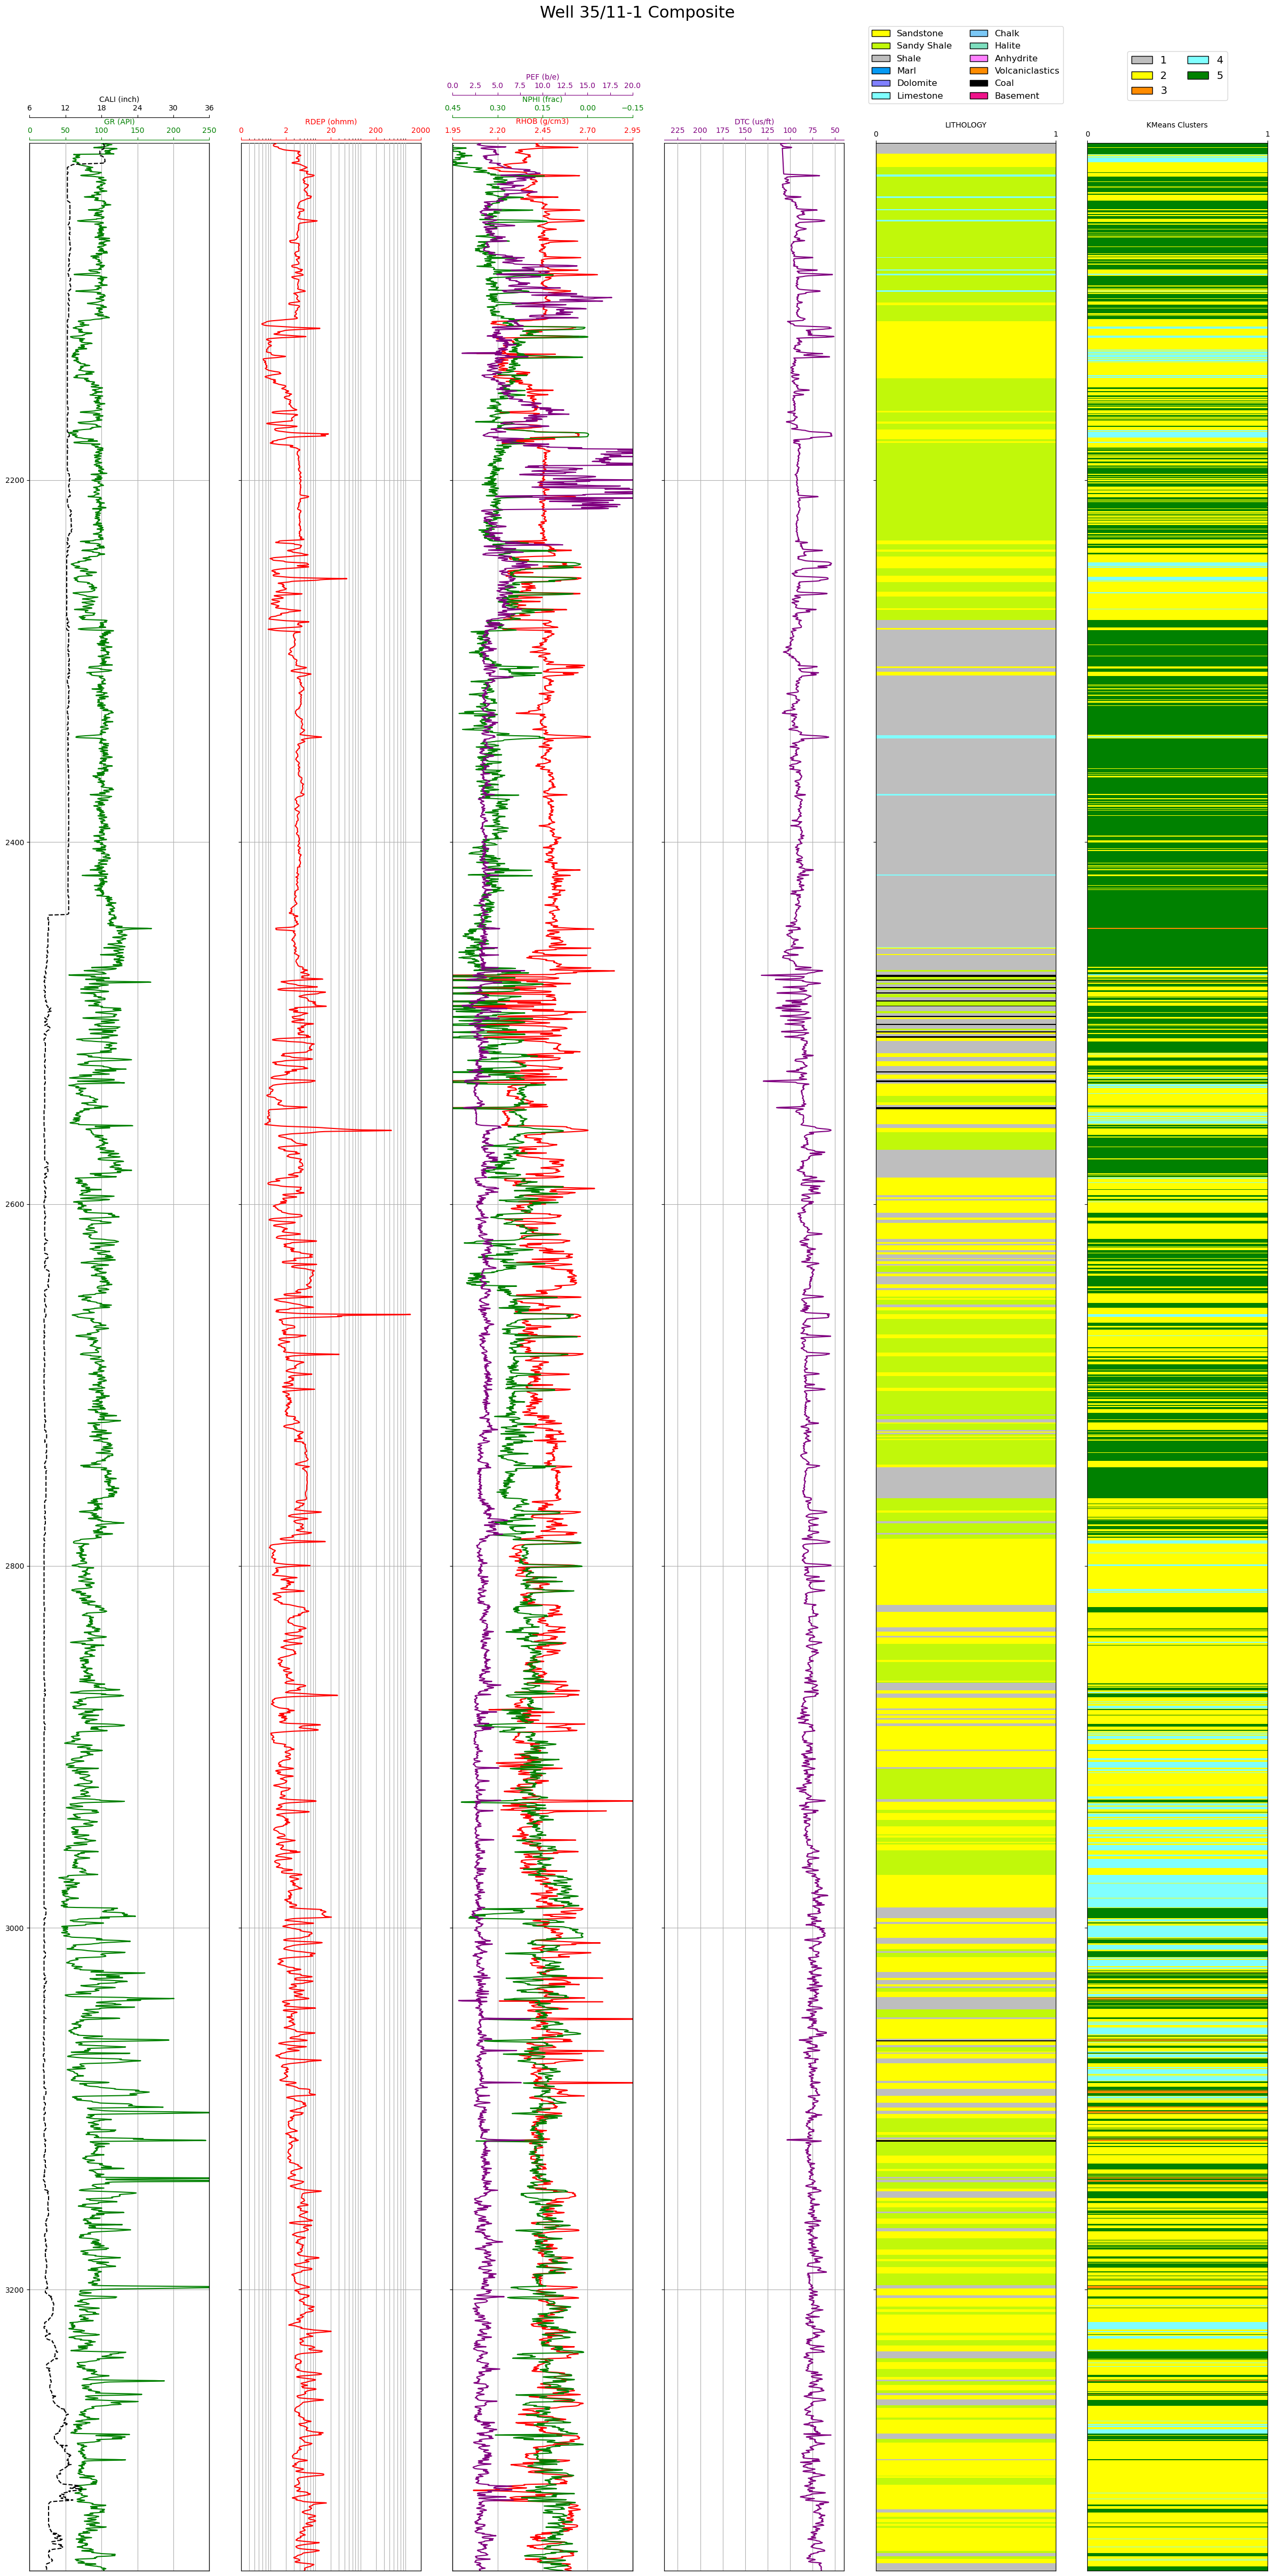 Well 35/11-1 Composite
Sandstone Chalk
Sandy Shale Halite
Shale Anhydrite
Marl Volcaniclastics
Dolomite Coal
Limestone Basement
1 4
2 5
3
PEF (b/e)
0.0 2.5 5.0 7.5 10.0 12.5 15.0 17.5 20.0
CALI (inch) NPHI (frac)
6 12 18 24 30 36 0.45 0.30 0.15 0.00 −0.15
GR (API) RDEP (ohmm) RHOB (g/cm3) DTC (us/ft) LITHOLOGY KMeans Clusters
0 50 100 150 200 250 0 2 20 200 2000 1.95 2.20 2.45 2.70 2.95 225 200 175 150 125 100 75 50 0 1 0 1
2200
2400
2600
2800
3000
3200